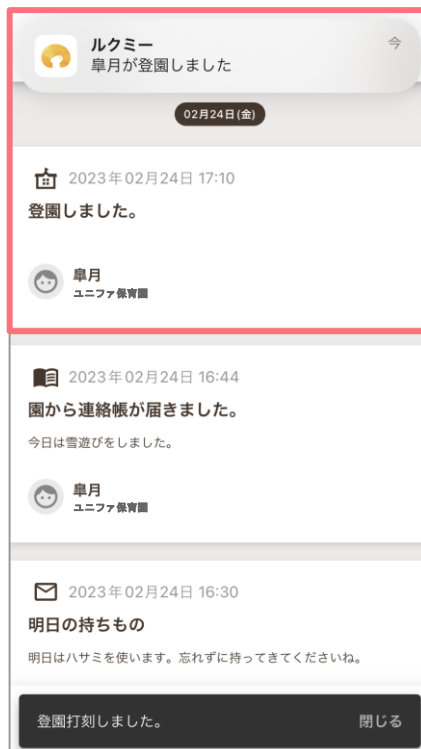 ルクミー
今
皐月が登園しました
02月24日(金)
2023年02月24日 17:10
登園しました。
皐月
ユニファ保育園
2023年02月24日 16:44
園から連絡帳が届きました。
今日は雪遊びをしました。
皐月
ユニファ保育園
2023年02月24日 16:30
明日の持ちもの
明日はハサミを使います。忘れずに持ってきてくださいね。
登園打刻しました。
閉じる